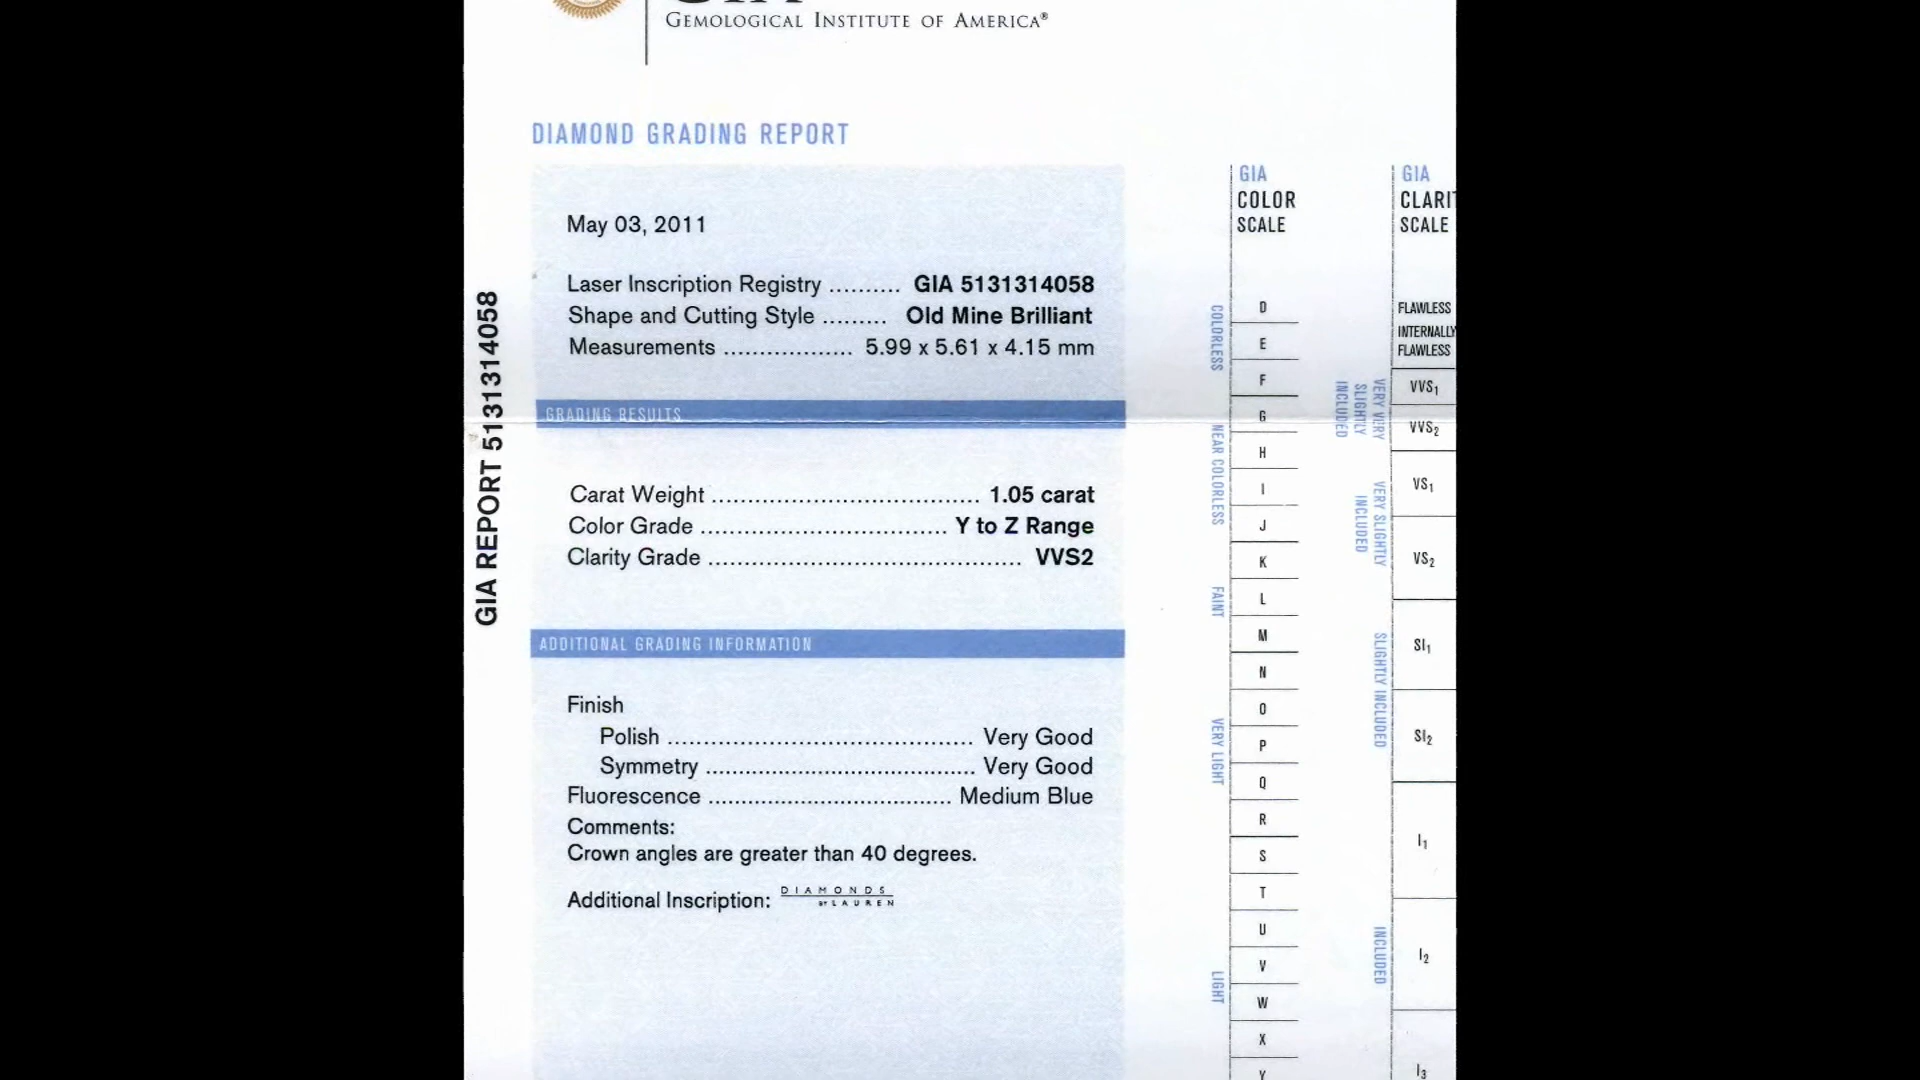 GEMOLOGICAL INSTITUTE OF AMERICA®
DIAMOND GRADING REPORT
May 03, 2011
Laser Inscription Registry .......... GIA 5131314058
Shape and Cutting Style ......... Old Mine Brilliant
Measurements .................. 5.99 x 5.61 x 4.15 mm
GRADING RESULTS
Carat Weight ...................................... 1.05 carat
Color Grade ................................... Y to Z Range
Clarity Grade ............................................. VVS2
ADDITIONAL GRADING INFORMATION
Finish
Polish ............................................ Very Good
Symmetry ...................................... Very Good
Fluorescence .................................. Medium Blue
Comments:
Crown angles are greater than 40 degrees.
Additional Inscription: DIAMONDS
BY LAUREN
GIA REPORT 5131314058
GIA
COLOR
SCALE
COLORLESS
D
E
F
NEAR COLORLESS
G
H
I
J
FAINT
K
L
M
VERY LIGHT
N
O
P
Q
R
LIGHT
S
T
U
V
W
X
Y
GIA
CLARIT
SCALE
FLAWLESS
INTERNALLY
FLAWLESS
VERY VERY
SLIGHTLY
INCLUDED
VVS1
VVS2
VERY SLIGHTLY
INCLUDED
VS1
VS2
SLIGHTLY INCLUDED
SI1
SI2
INCLUDED
I1
I2
I3